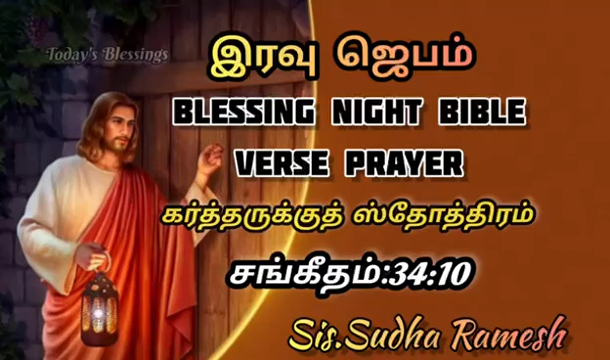 Today's Blessings
இரவு ஜெபம்
BLESSING NIGHT BIBLE
VERSE PRAYER
கர்த்தருக்குத் ஸ்தோத்திரம்
சங்கீதம்:34:10
Sis.Sudha Ramesh